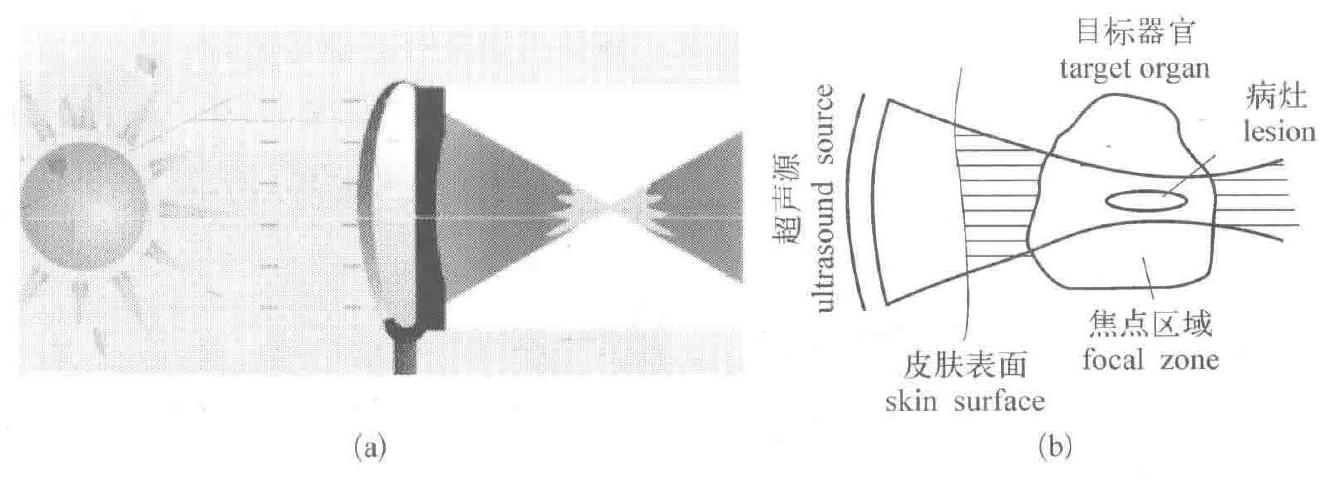 目标器官
target organ
病灶
lesion
超声源
ultrasound source
焦点区域
focal zone
皮肤表面
skin surface
(a)
(b)